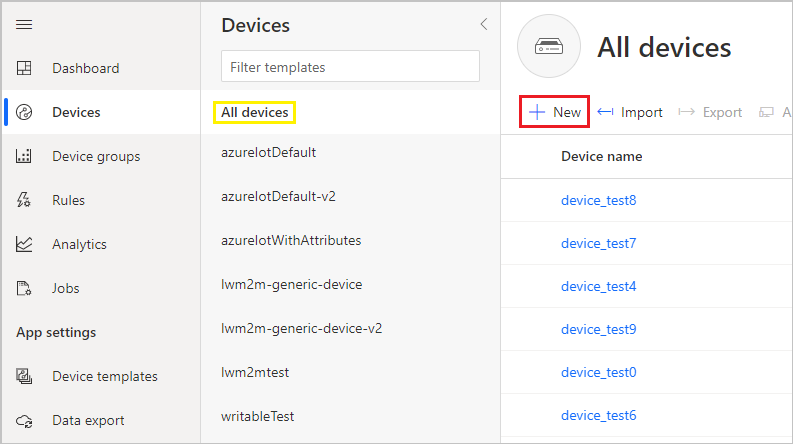 Dashboard
Devices
Device groups
Rules
Analytics
Jobs
App settings
Device templates
Data export
Devices
Filter templates
All devices
azureIotDefault
azureIotDefault-v2
azureIotWithAttributes
lwm2m-generic-device
lwm2m-generic-device-v2
lwm2mtest
writableTest
All devices
New Import Export A
Device name
device_test8
device_test7
device_test4
device_test9
device_test0
device_test6